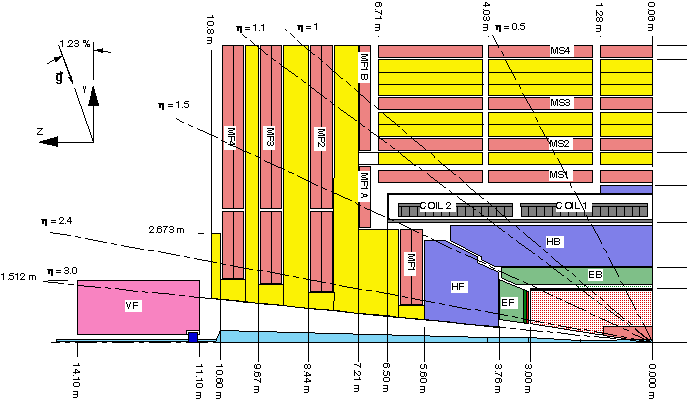 10.8 m
η = 1.1
η = 1
6.71 m
4.03 m
η = 0.5
1.28 m
0.06 m
1.23 %
g
Y
Z
η = 1.5
MS4
MF1 B
MS3
MF4
MF3
MF2
MS2
MS1
MF1 A
COIL 2
COIL 1
η = 2.4
2.673 m
HB
MF1
EB
η = 3.0
1.512 m
VF
HF
EF
14.10 m
11.10 m
10.60 m
9.67 m
8.44 m
7.21 m
6.50 m
5.60 m
3.76 m
3.00 m
0.000 m